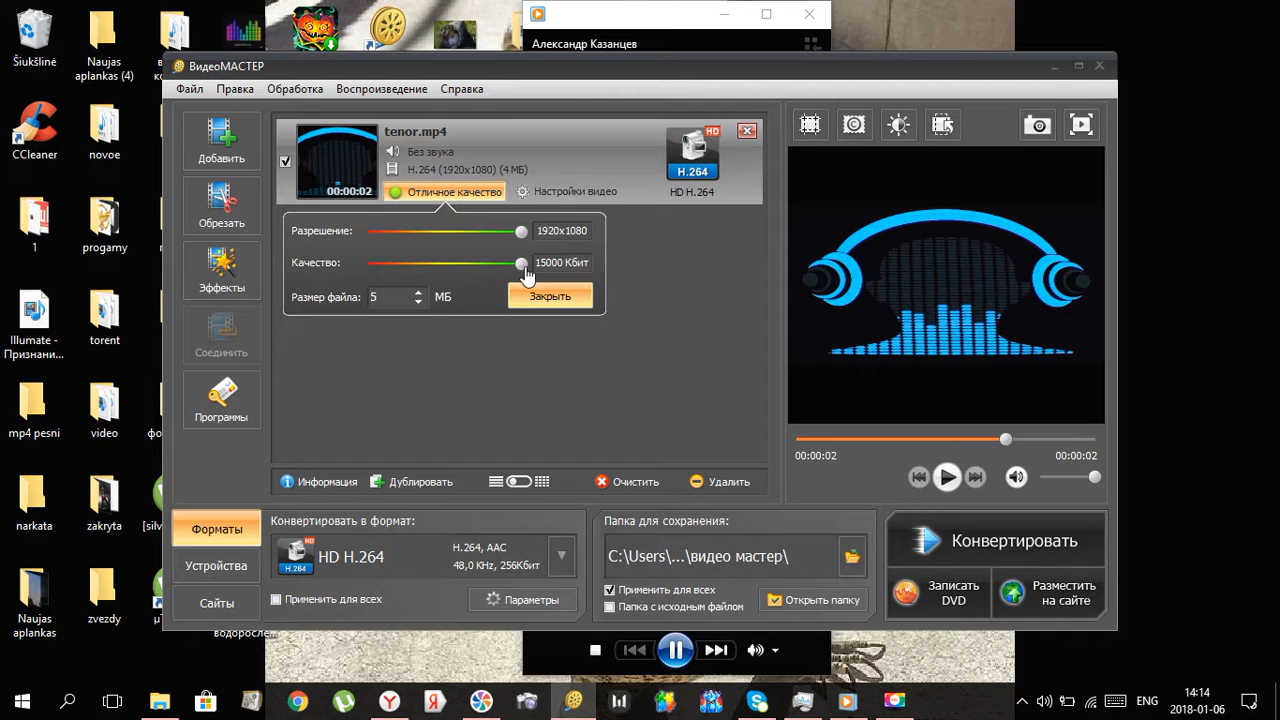 Александр Казанцев
ВидеоМАСТЕР
Файл Правка Обработка Воспроизведение Справка
Добавить
Обрезать
Эффекты
Соединить
Программы
tenor.mp4
Без звука
H.264 (1920x1080) (4 МБ)
00:00:02
Отличное качество Настройки видео
HD
H.264
HD H.264
Разрешение: 1920x1080
Качество: 15000 Кбит
Размер файла: 5 МБ Закрыть
Информация Дублировать Очистить Удалить
00:00:02 00:00:02
Форматы
Устройства
Сайты
Конвертировать в формат:
HD
H.264
HD H.264
H.264, AAC
48,0 KHz, 256Кбит
Применить для всех Параметры
Папка для сохранения:
C:\Users\...\видео мастер\
Применить для всех
Папка с исходным файлом
Открыть папку
Конвертировать
Записать
DVD
Разместить
на сайте
Šiukšlinė
Naujas
aplankas (4)
CCleaner
novoe
1
progamy
Illumate -
Признани...
torent
mp4 pesni
video
narkata
zakryta
[silv
Naujas
aplankas
zvezdy
водоросле...
ENG
14:14
2018-01-06